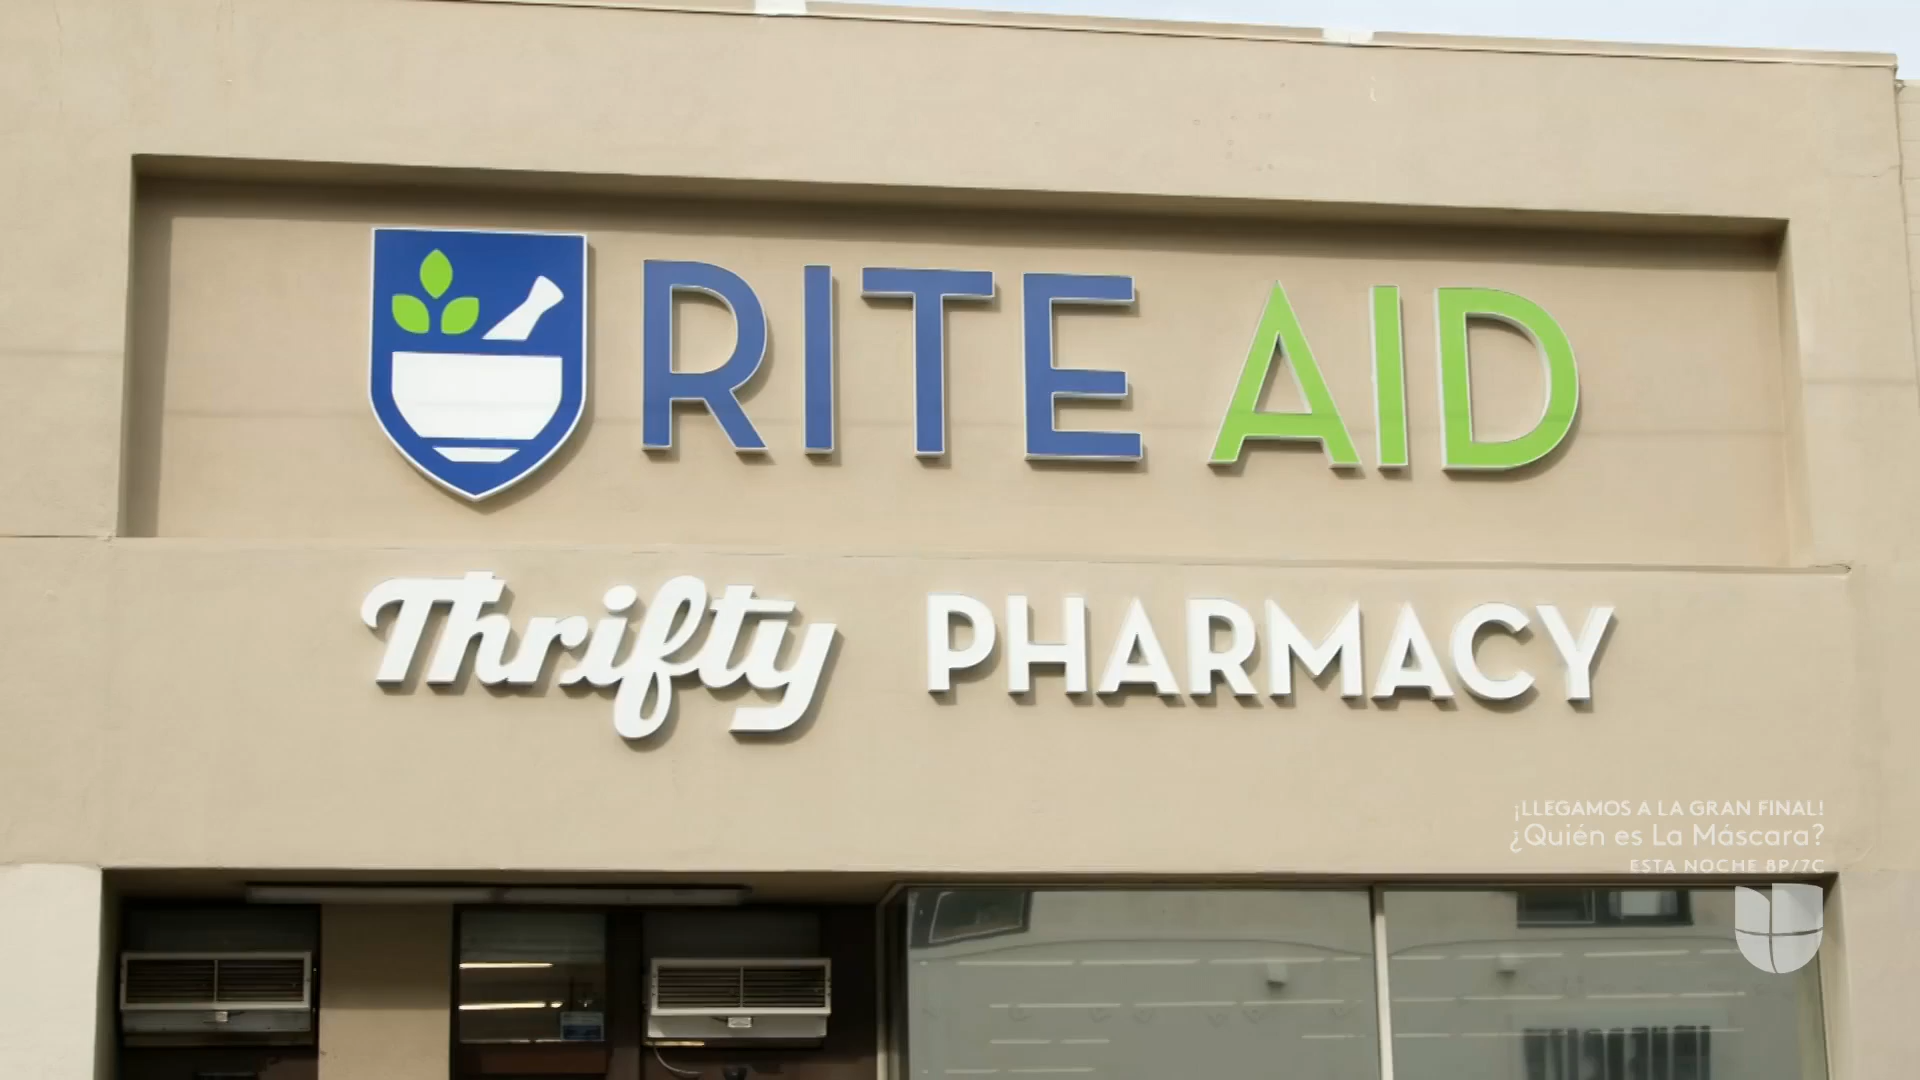 RITE AID
Thrifty PHARMACY
¡LLEGAMOS A LA GRAN FINAL!
¿Quién es La Máscara?
ESTA NOCHE 8P/7C